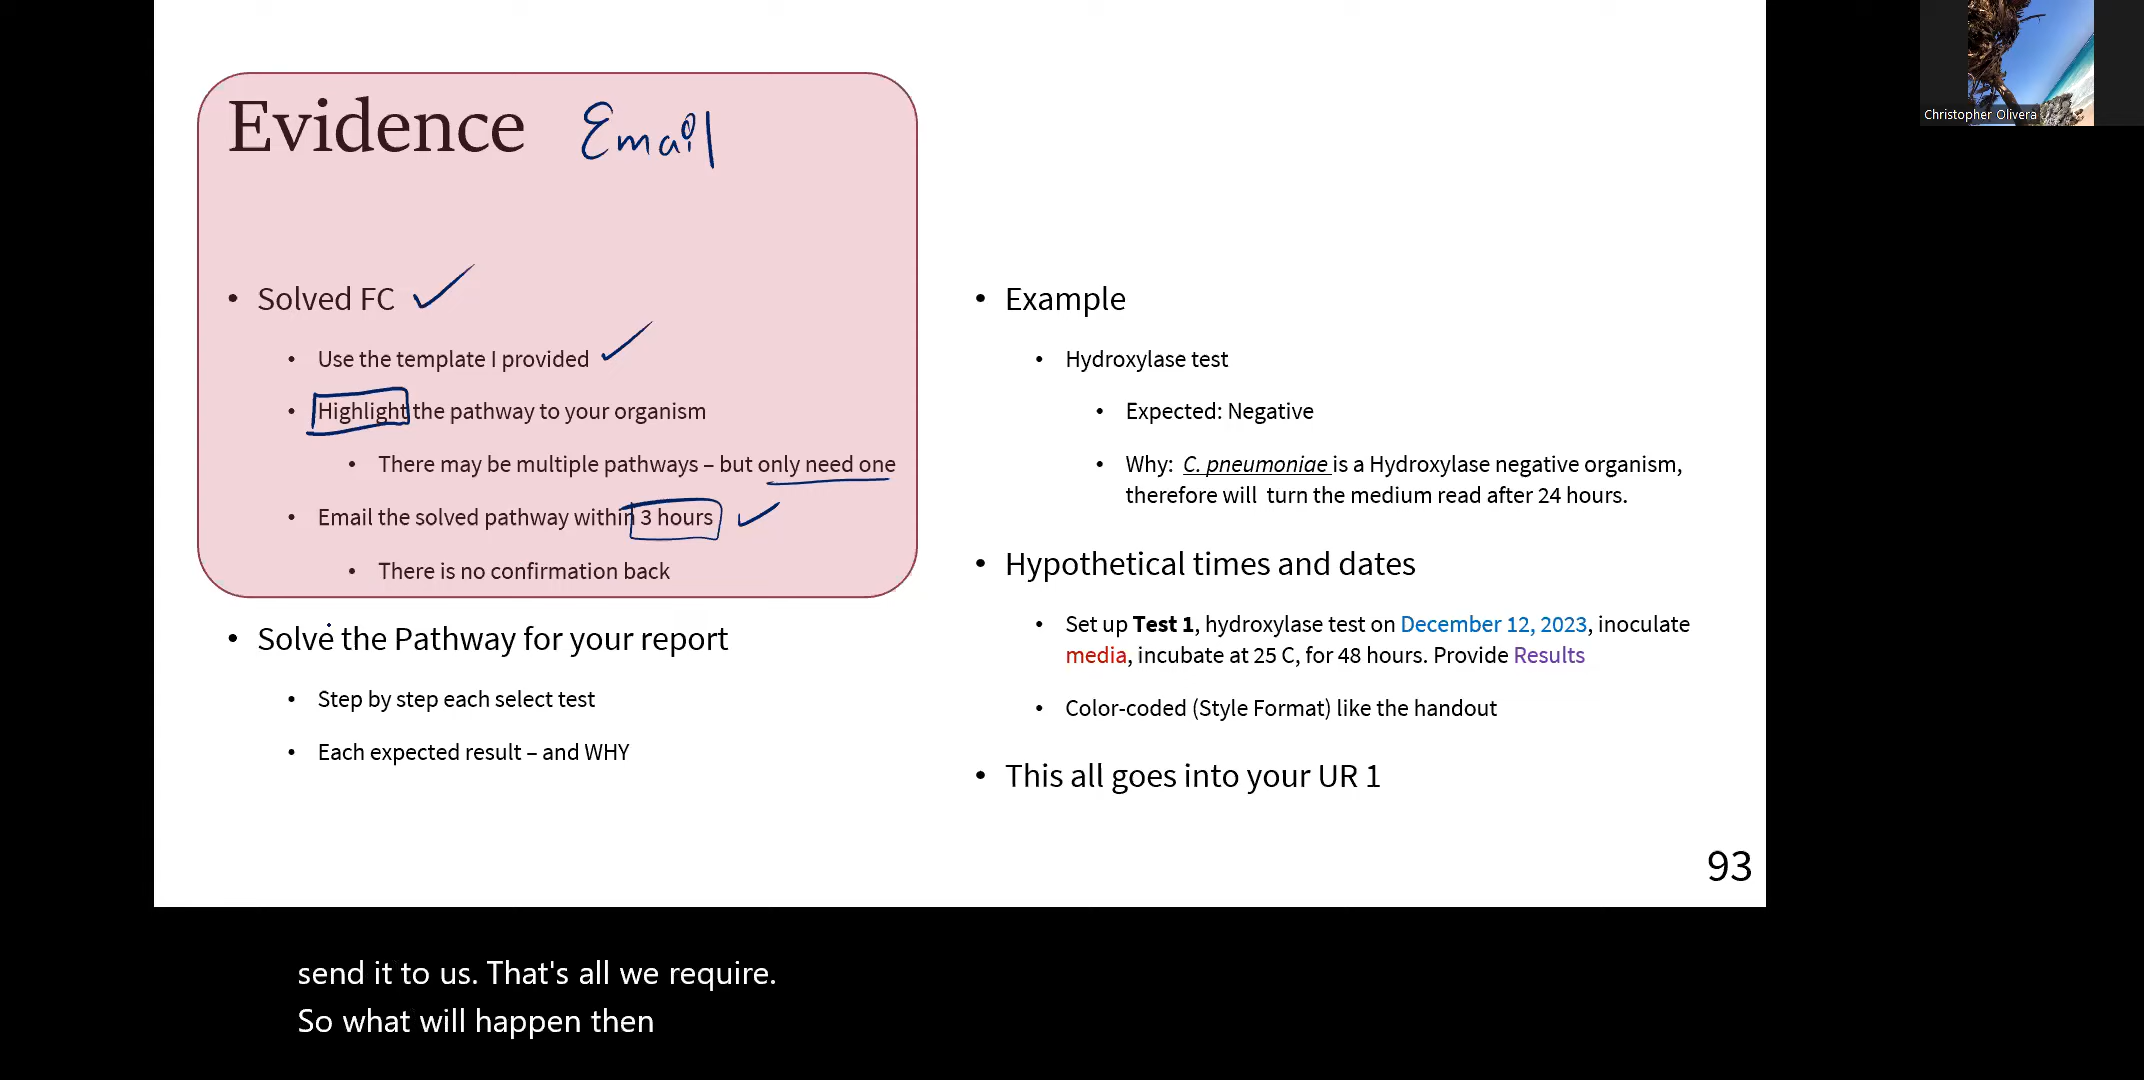 Evidence Email
• Solved FC
• Use the template I provided
• Highlight the pathway to your organism
• There may be multiple pathways – but only need one
• Email the solved pathway within 3 hours
• There is no confirmation back
• Solve the Pathway for your report
• Step by step each select test
• Each expected result – and WHY
• Example
• Hydroxylase test
• Expected: Negative
• Why: C. pneumoniae is a Hydroxylase negative organism,
therefore will turn the medium read after 24 hours.
• Hypothetical times and dates
• Set up Test 1, hydroxylase test on December 12, 2023, inoculate
media, incubate at 25 C, for 48 hours. Provide Results
• Color-coded (Style Format) like the handout
• This all goes into your UR 1
93
Christopher Olivera
send it to us. That's all we require.
So what will happen then